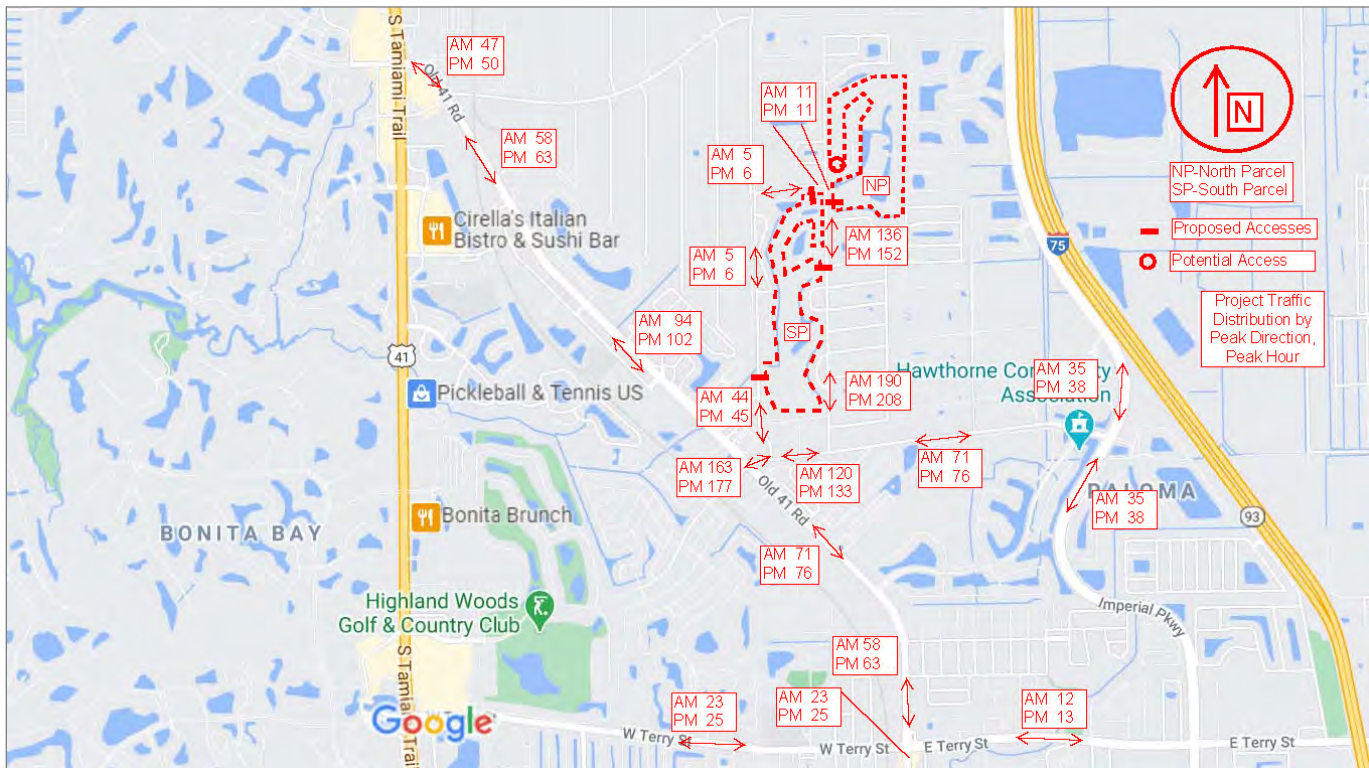 S Tamiami Trail
AM 47
PM 50
Old 41 Rd
AM 58
PM 63
AM 11
PM 11
AM 5
PM 6
NP
N
NP-North Parcel
SP-South Parcel
Proposed Accesses
Potential Access
Project Traffic
Distribution by
Peak Direction,
Peak Hour
75
Cirella's Italian
Bistro & Sushi Bar
AM 136
PM 152
AM 5
PM 6
SP
AM 94
PM 102
41
Pickleball & Tennis US
AM 44
PM 45
AM 190
PM 208
Hawthorne Com
ty
Association
AM 35
PM 38
AM 163
PM 177
AM 120
PM 133
AM 71
PM 76
Old 41 Rd
PALOMA
AM 35
PM 38
93
BONITA BAY
Bonita Brunch
AM 71
PM 76
Highland Woods
Golf & Country Club
Imperial Pkwy
AM 58
PM 63
S Tamiami Trail
Google
AM 23
PM 25
AM 23
PM 25
AM 12
PM 13
W Terry St
W Terry St
E Terry St
E Terry St